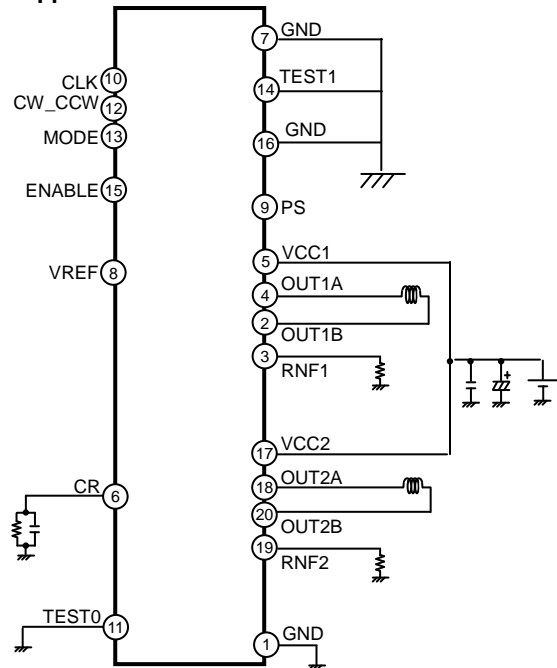 7 GND
CLK 10
14 TEST1
CW_CCW 12
MODE 13
16 GND
ENABLE 15
9 PS
5 VCC1
VREF 8
4 OUT1A
2 OUT1B
3 RNF1
+
17 VCC2
CR 6
18 OUT2A
20 OUT2B
19 RNF2
TEST0 11
1 GND